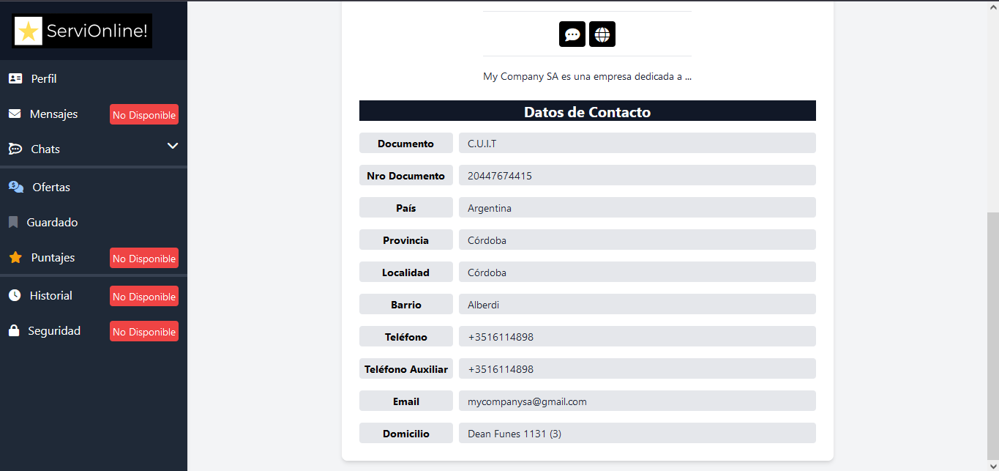 ServiOnline!
Perfil
Mensajes No Disponible
Chats
Ofertas
Guardado
Puntajes No Disponible
Historial No Disponible
Seguridad No Disponible
My Company SA es una empresa dedicada a ...
Datos de Contacto
Documento C.U.I.T
Nro Documento 20447674415
País Argentina
Provincia Córdoba
Localidad Córdoba
Barrio Alberdi
Teléfono +3516114898
Teléfono Auxiliar +3516114898
Email mycompanysa@gmail.com
Domicilio Dean Funes 1131 (3)